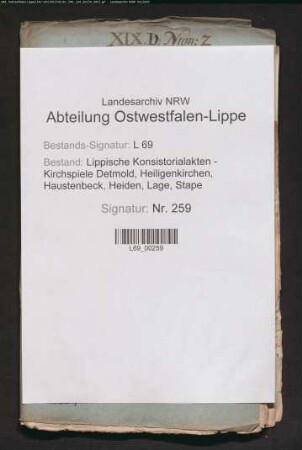 XIX. D. Num: 2
Landesarchiv NRW
Abteilung Ostwestfalen-Lippe
Bestands-Signatur: L 69
Bestand: Lippische Konsistorialakten -
Kirchspiele Detmold, Heiligenkirchen,
Haustenbeck, Heiden, Lage, Stape
Signatur: Nr. 259
L69_00259